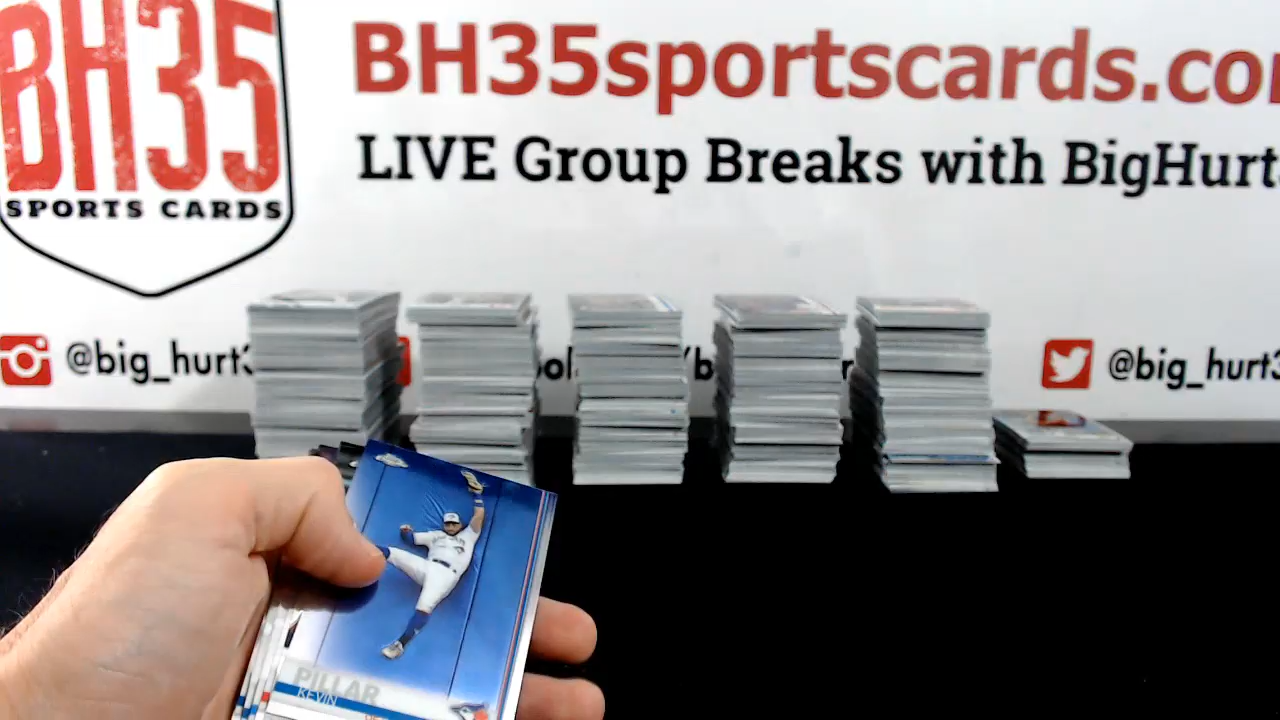 BH35
SPORTS CARDS
BH35sportscards.co
LIVE Group Breaks with BigHurt
@big_hurt3
@big_hurt3
PILLAR
KEVIN